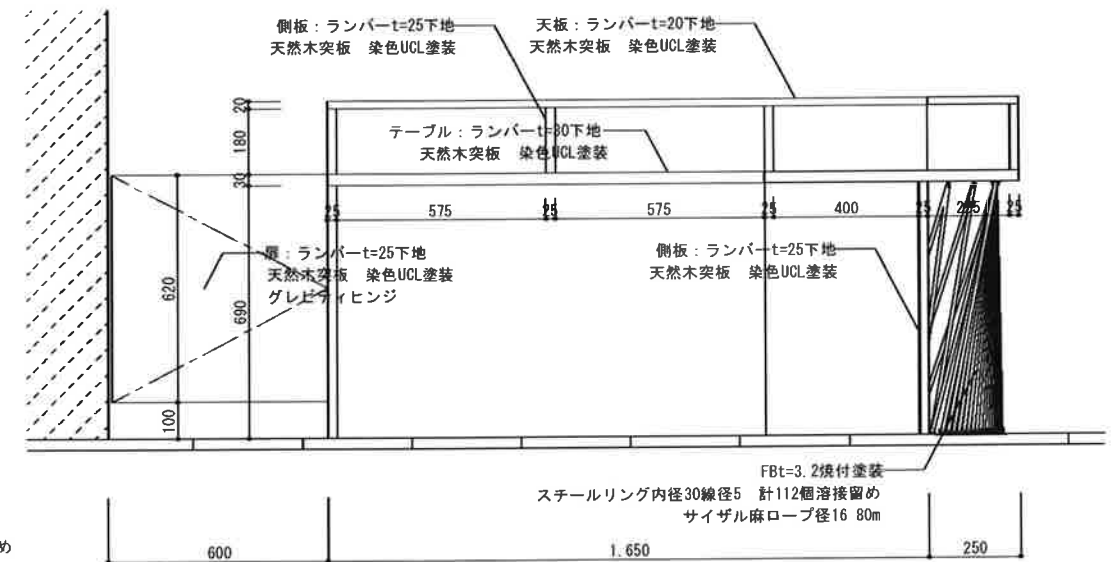 側板：ランバーt=25下地
天然木突板　染色UCL塗装
天板：ランバーt=20下地
天然木突板　染色UCL塗装
テーブル：ランバーt=30下地
天然木突板　染色UCL塗装
20
180
30
25
575
25
575
25
400
25
225
25
扉：ランバーt=25下地
天然木突板　染色UCL塗装
グレビティヒンジ
側板：ランバーt=25下地
天然木突板　染色UCL塗装
620
690
100
FBt=3.2焼付塗装
スチールリング内径30線径5　計112個溶接留め
サイザル麻ロープ径16 80m
め
600
1.650
250